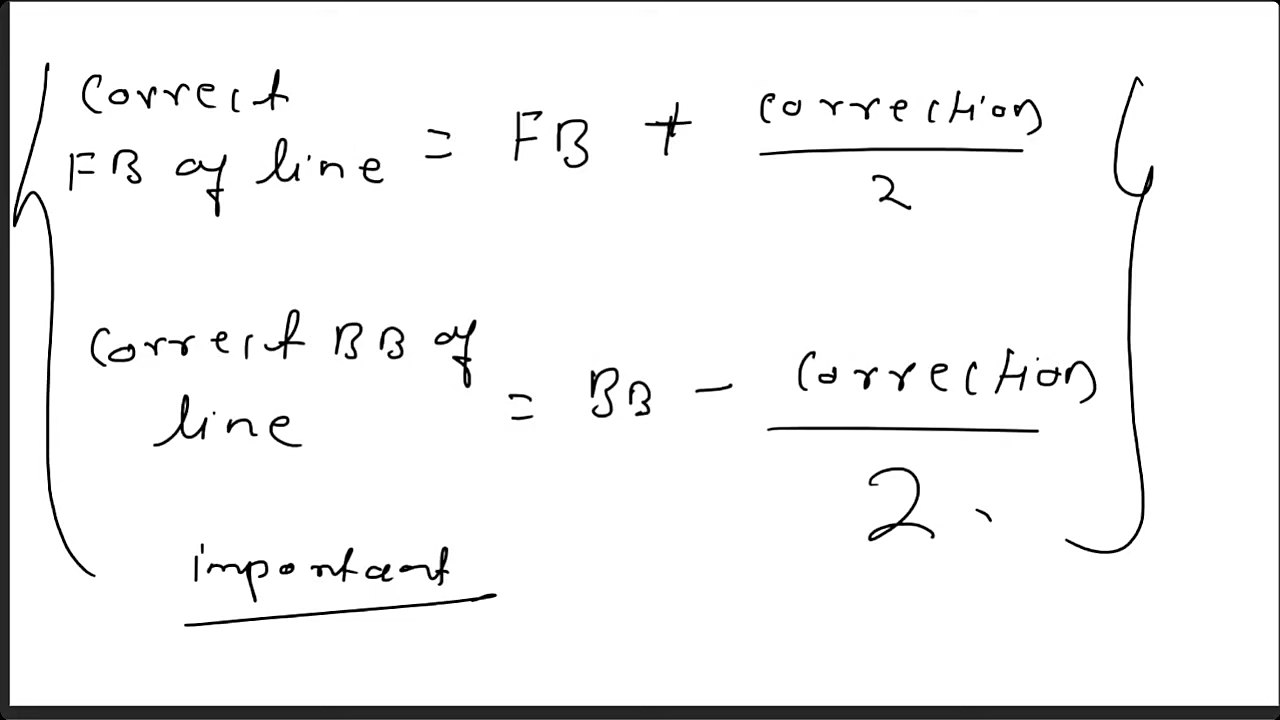 correct
FB of line = FB + correction / 2
correct BB of
line = BB - correction / 2
important